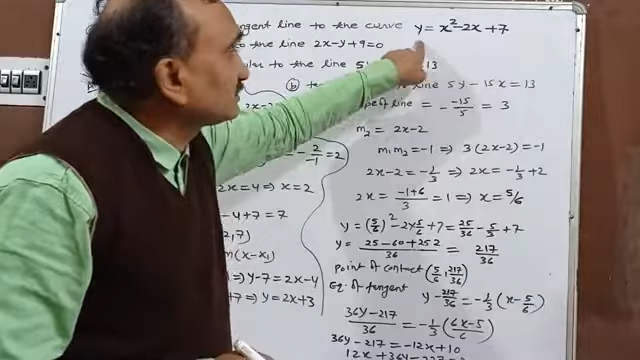 ngent line to the curve y = x² - 2x + 7
to the line 2x - y + 9 = 0
to the line 5y 13
(b) line 5y - 15x = 13
line = - -15/5 = 3
m₂ = 2x - 2
- 2/-1 = 2
m₁m₂ = -1 ⇒ 3(2x-2) = -1
2x - 2 = -1/3 ⇒ 2x = -1/3 + 2
2x = 4 ⇒ x = 2
2x = (-1+6)/3 = 1 ⇒ x = 5/6
- 4 + 7 = 7
y = (5/6)² - 2×5/6 + 7 = 25/36 - 5/3 + 7
2, 7)
y = (25 - 60 + 252)/36 = 217/36
m(x - x₁)
Point of contact (5/6, 217/36)
⇒ y - 7 = 2x - 4
Eq. of tangent y - 217/36 = -1/3 (x - 5/6)
+ 7 ⇒ y = 2x + 3
(36y - 217)/36 = -1/3 ((6x - 5)/6)
36y - 217 = -12x + 10
12x + 36y - 227 = 0